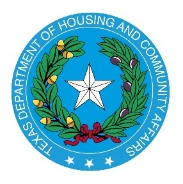 TEXAS DEPARTMENT OF HOUSING AND COMMUNITY AFFAIRS